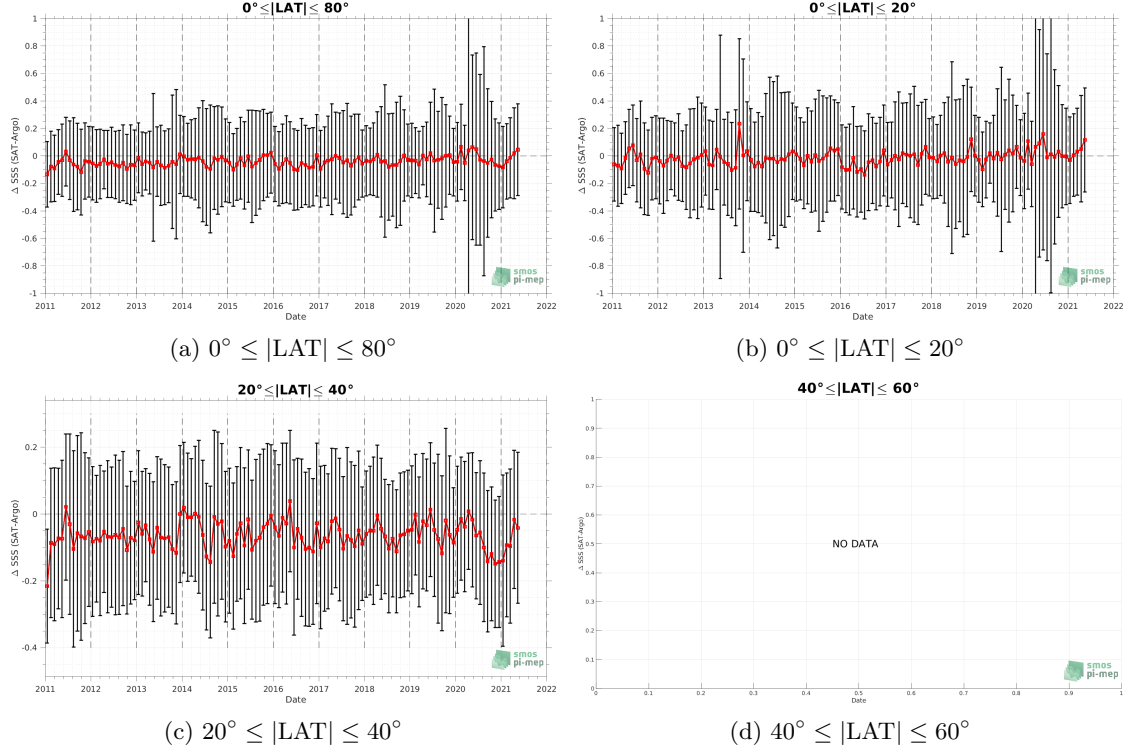 0°≤|LAT|≤ 80°
Δ SSS (SAT-Argo)
1
0.8
0.6
0.4
0.2
0
-0.2
-0.4
-0.6
-0.8
-1
2011 2012 2013 2014 2015 2016 2017 2018 2019 2020 2021 2022
Date
smos
pi-mep
(a) 0° ≤ |LAT| ≤ 80°
0°≤|LAT|≤ 20°
Δ SSS (SAT-Argo)
1
0.8
0.6
0.4
0.2
0
-0.2
-0.4
-0.6
-0.8
-1
2011 2012 2013 2014 2015 2016 2017 2018 2019 2020 2021 2022
Date
smos
pi-mep
(b) 0° ≤ |LAT| ≤ 20°
20°≤|LAT|≤ 40°
Δ SSS (SAT-Argo)
0.2
0
-0.2
-0.4
2011 2012 2013 2014 2015 2016 2017 2018 2019 2020 2021 2022
Date
smos
pi-mep
(c) 20° ≤ |LAT| ≤ 40°
40°≤|LAT|≤ 60°
Δ SSS (SAT-Argo)
1
0.9
0.8
0.7
0.6
0.5
0.4
0.3
0.2
0.1
0
NO DATA
0 0.1 0.2 0.3 0.4 0.5 0.6 0.7 0.8 0.9 1
Date
smos
pi-mep
(d) 40° ≤ |LAT| ≤ 60°